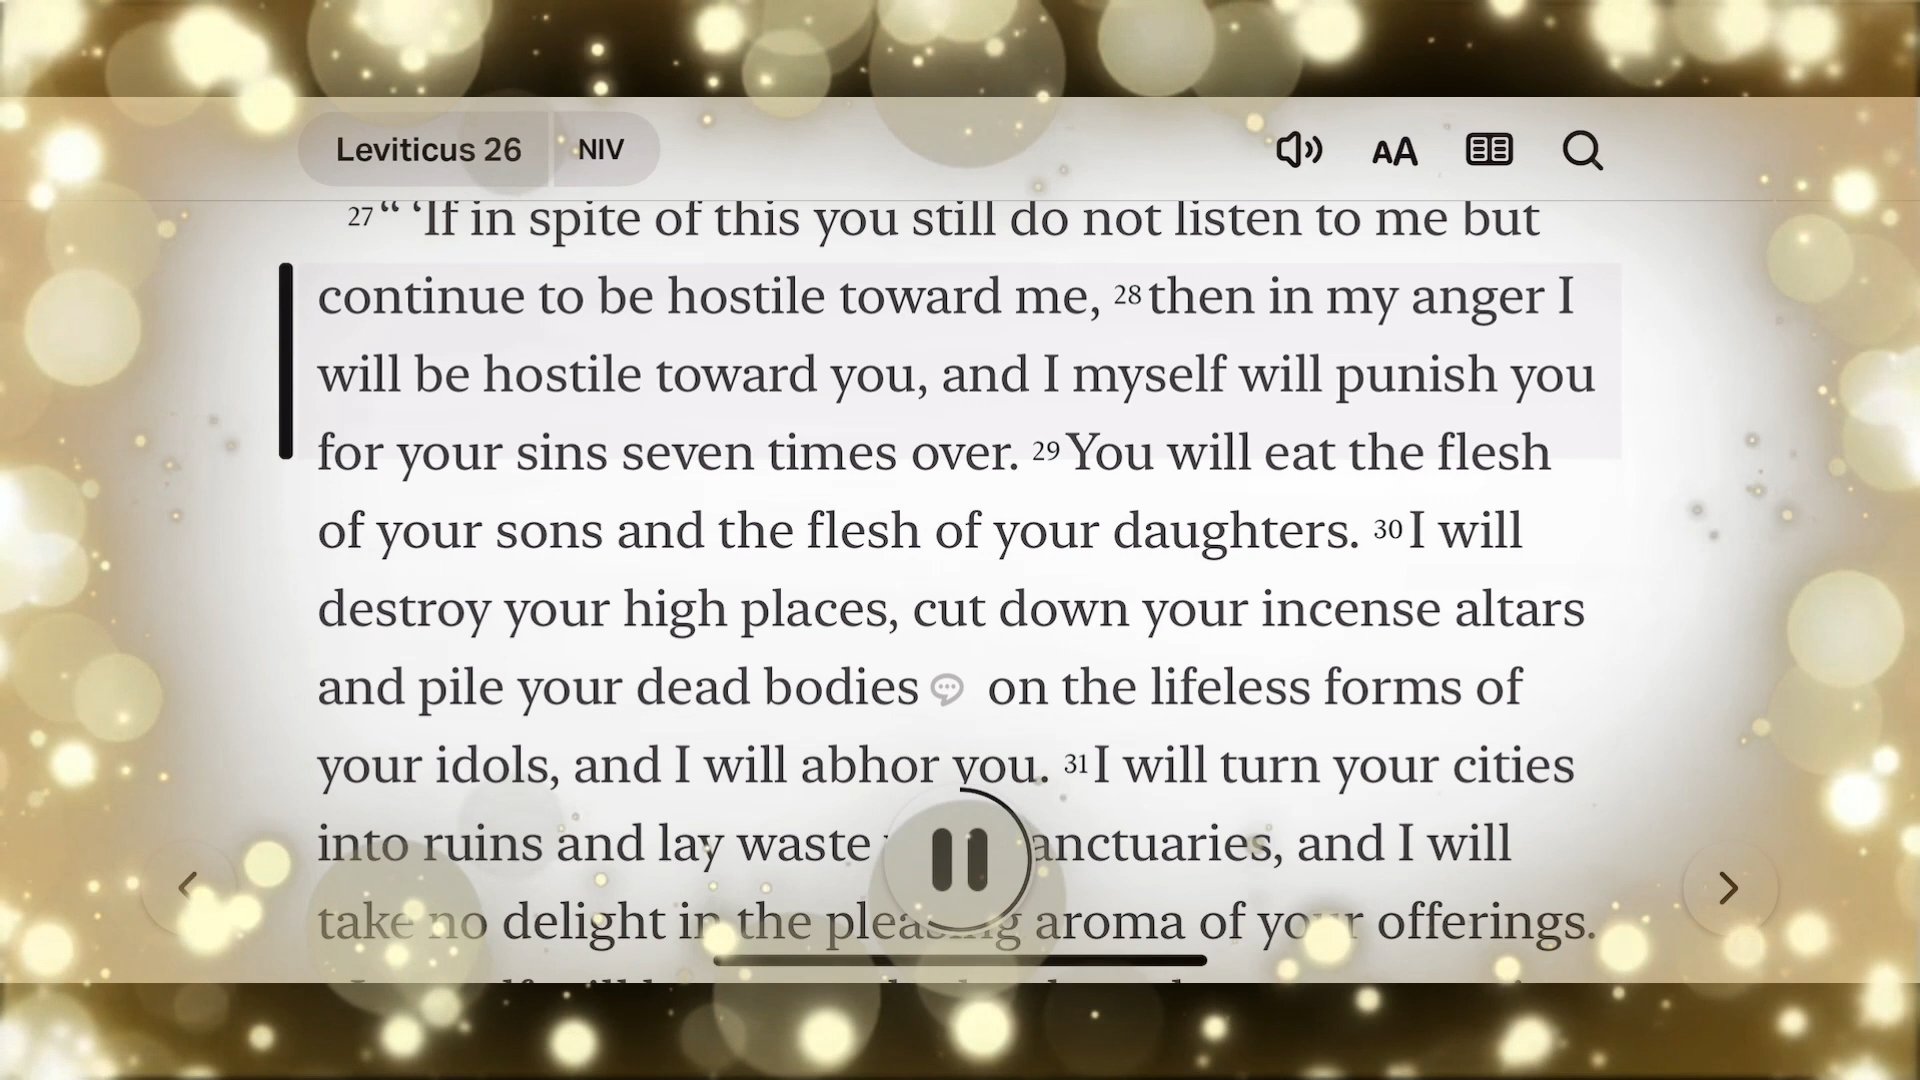 Leviticus 26 NIV AA
27 “ ‘If in spite of this you still do not listen to me but
continue to be hostile toward me, 28 then in my anger I
will be hostile toward you, and I myself will punish you
for your sins seven times over. 29 You will eat the flesh
of your sons and the flesh of your daughters. 30 I will
destroy your high places, cut down your incense altars
and pile your dead bodies on the lifeless forms of
your idols, and I will abhor you. 31 I will turn your cities
into ruins and lay waste anctuaries, and I will
take no delight in the pleasing aroma of your offerings.